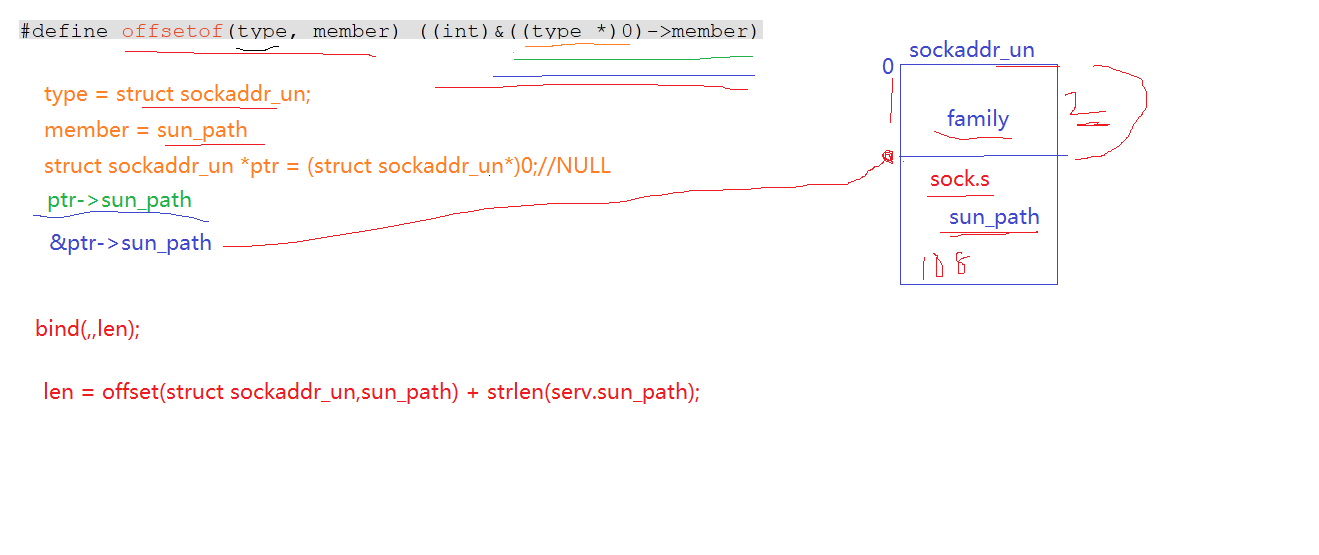 #define offsetof(type, member) ((int)&((type *)0)->member)
type = struct sockaddr_un;
member = sun_path
struct sockaddr_un *ptr = (struct sockaddr_un*)0;//NULL
ptr->sun_path
&ptr->sun_path
bind(,,len);
len = offset(struct sockaddr_un,sun_path) + strlen(serv.sun_path);
sockaddr_un
0
family
2
sock.s
sun_path
108